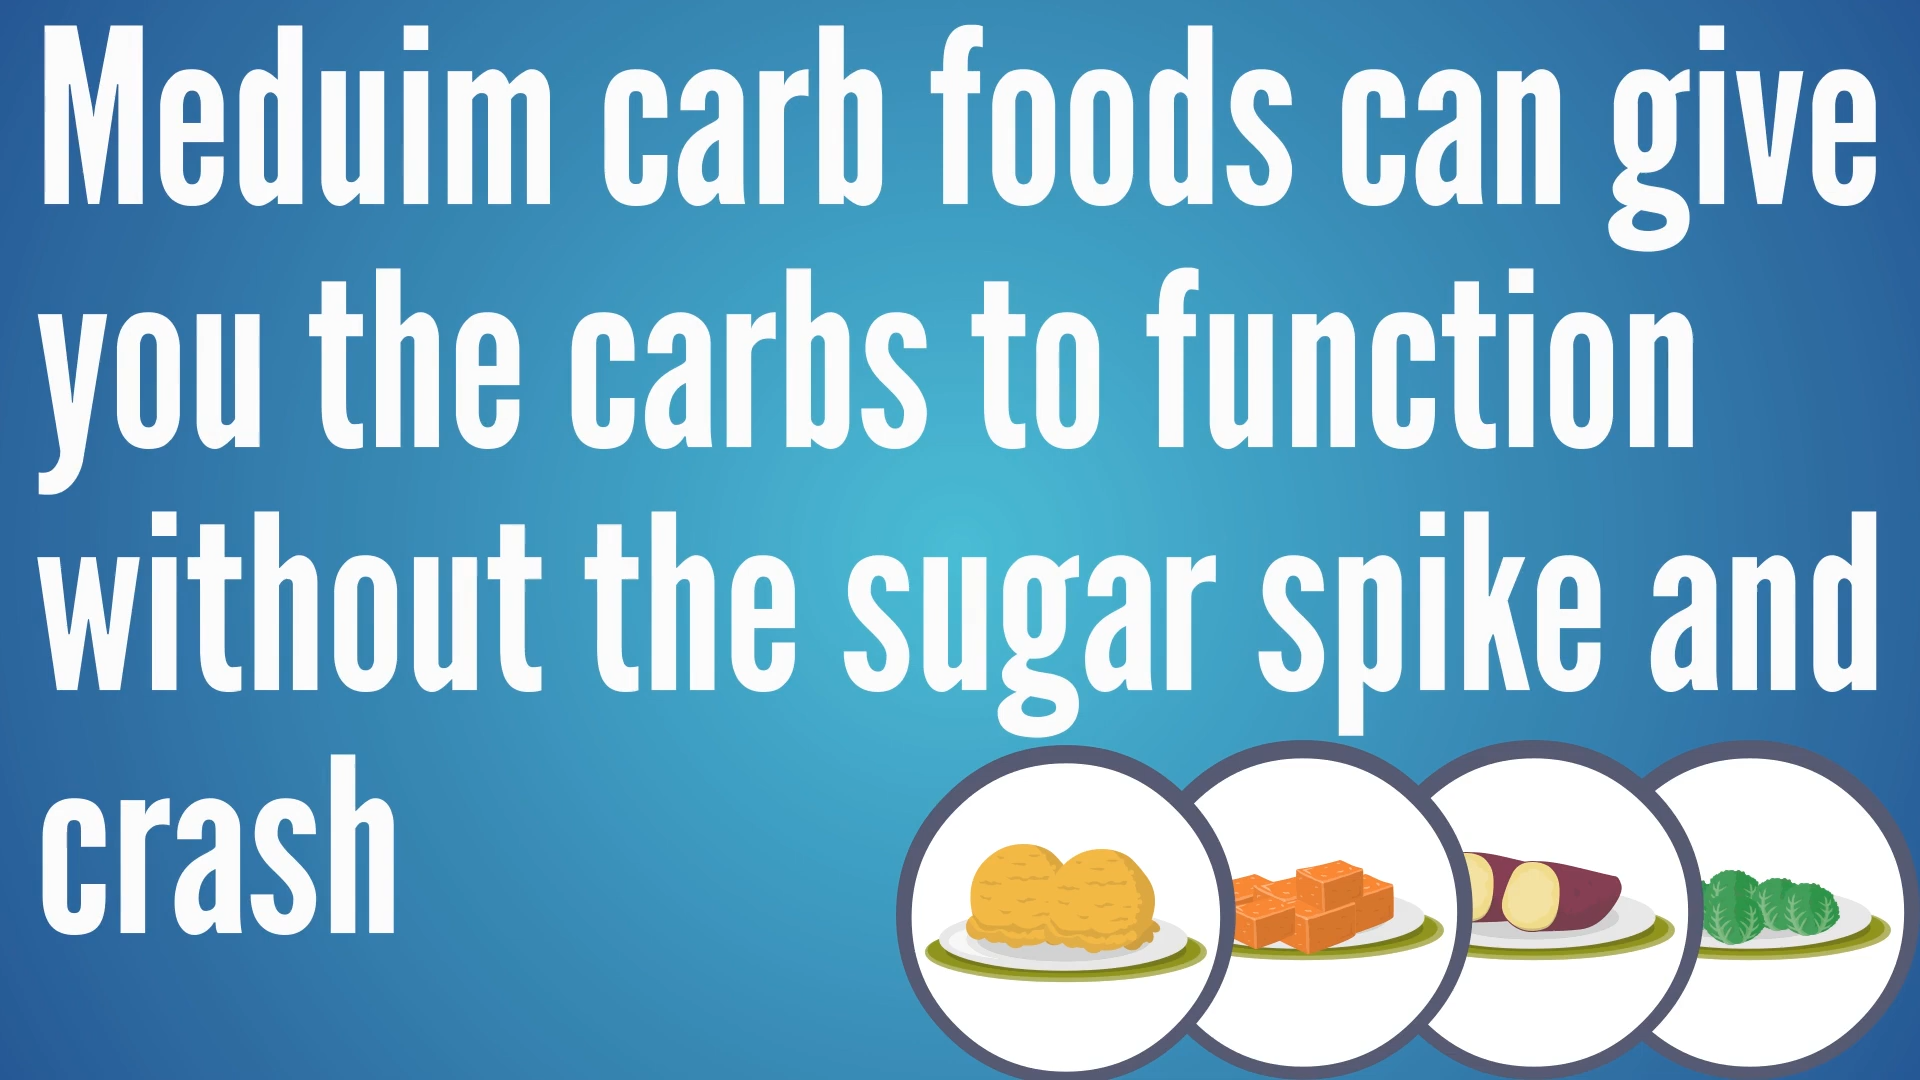 Meduim carb foods can give
you the carbs to function
without the sugar spike and
crash